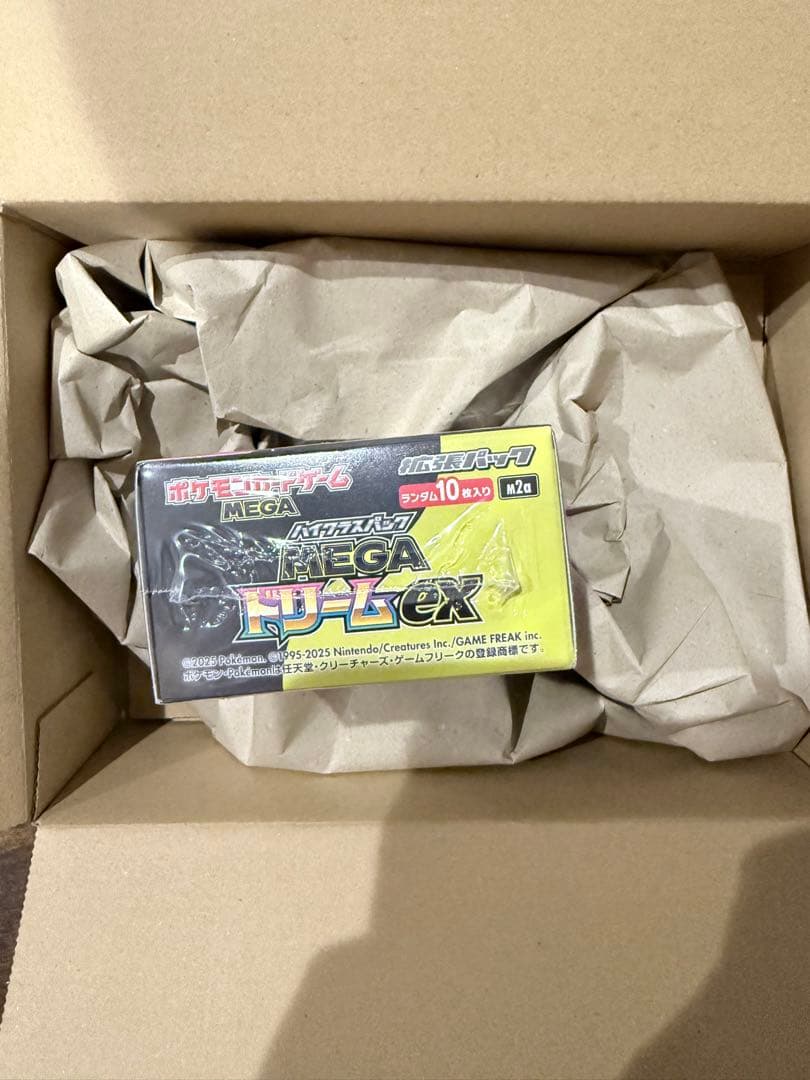 ポケモンカードゲーム
MEGA
拡張パック
ランダム10枚入り
M2a
ハイクラスパック
MEGA
ドリームex
©2025 Pokémon. ©1995-2025 Nintendo/Creatures Inc./GAME FREAK inc.
ポケモン・Pokémonは任天堂・クリーチャーズ・ゲームフリークの登録商標です。